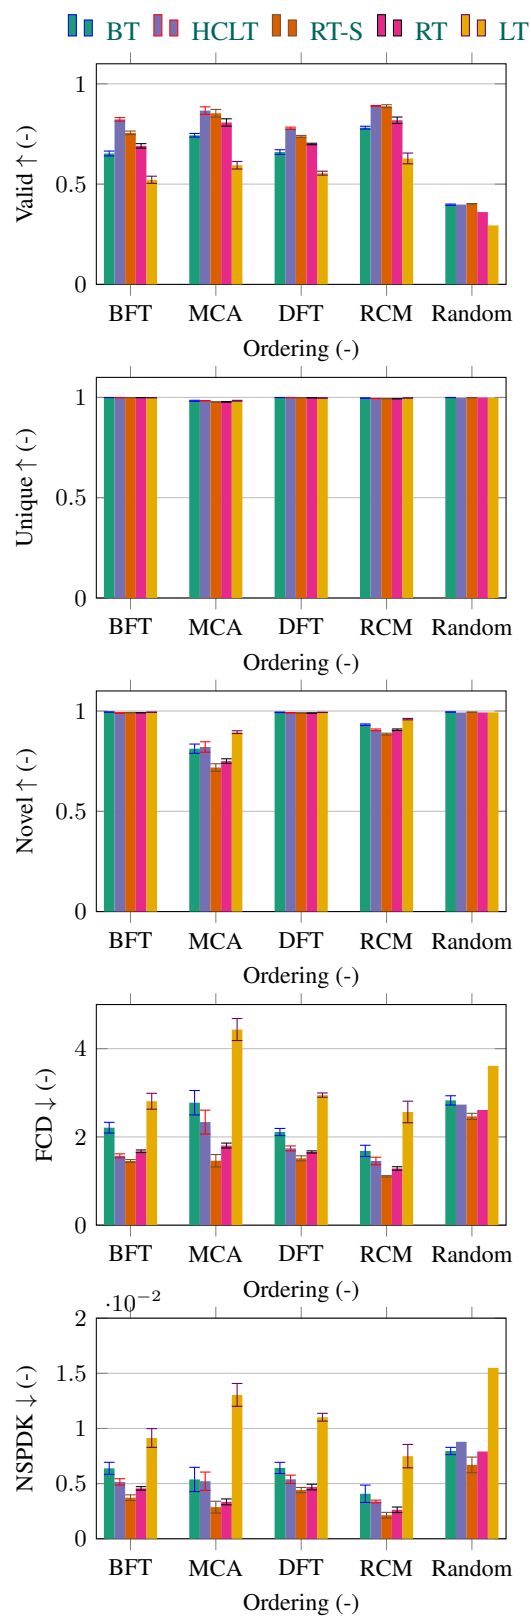 BT HCLT RT-S RT LT
1
0.5
0
Valid ↑ (-)
BFT MCA DFT RCM Random
Ordering (-)
1
0.5
0
Unique ↑ (-)
BFT MCA DFT RCM Random
Ordering (-)
1
0.5
0
Novel ↑ (-)
BFT MCA DFT RCM Random
Ordering (-)
4
2
0
FCD ↓ (-)
BFT MCA DFT RCM Random
Ordering (-)
·10−2
2
1.5
1
0.5
0
NSPDK ↓ (-)
BFT MCA DFT RCM Random
Ordering (-)